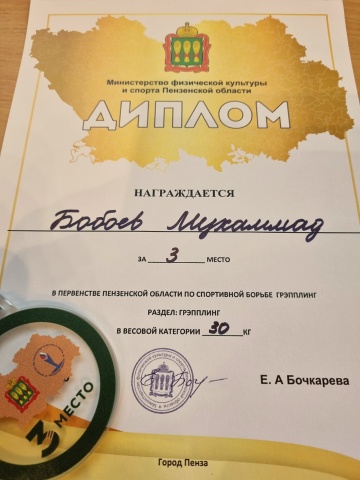 Министерство физической культуры
и спорта Пензенской области
ДИПЛОМ
НАГРАЖДАЕТСЯ
Бобоев Мухаммад
ЗА 3 МЕСТО
В ПЕРВЕНСТВЕ ПЕНЗЕНСКОЙ ОБЛАСТИ ПО СПОРТИВНОЙ БОРЬБЕ ГРЭППЛИНГ
РАЗДЕЛ: ГРЭППЛИНГ
В ВЕСОВОЙ КАТЕГОРИИ 30 КГ
Е. А Бочкарева
3 МЕСТО
Город Пенза